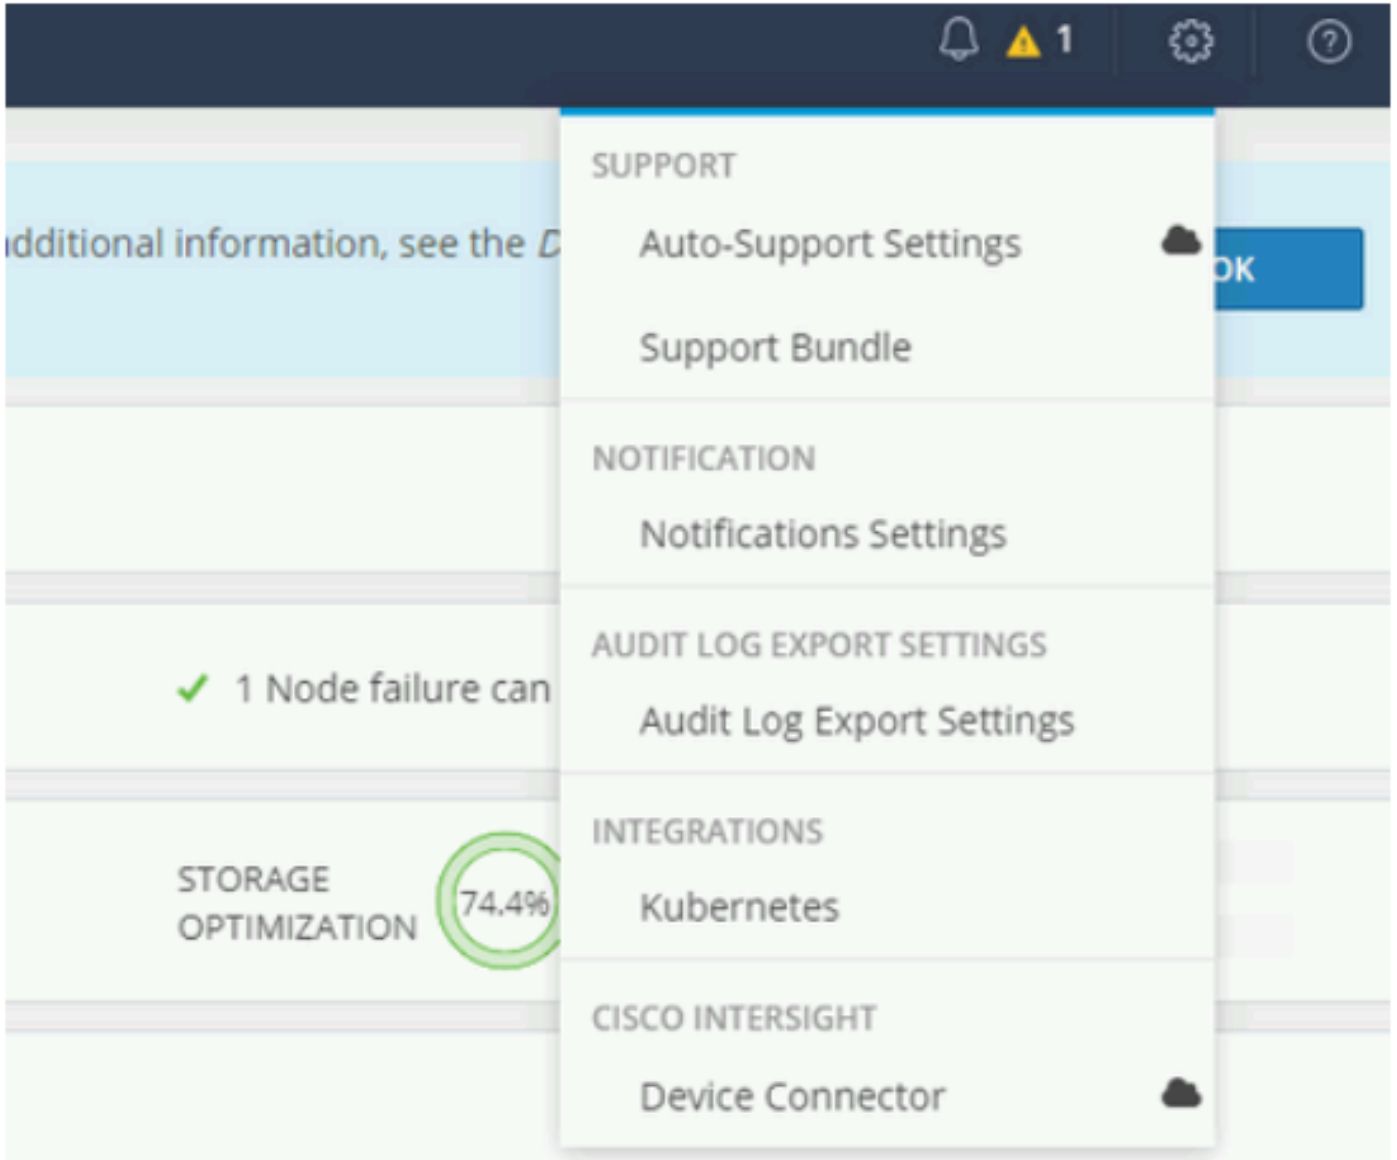 1
SUPPORT
additional information, see the D
Auto-Support Settings
OK
Support Bundle
NOTIFICATION
Notifications Settings
AUDIT LOG EXPORT SETTINGS
1 Node failure can
Audit Log Export Settings
INTEGRATIONS
STORAGE
OPTIMIZATION
74.4%
Kubernetes
CISCO INTERSIGHT
Device Connector